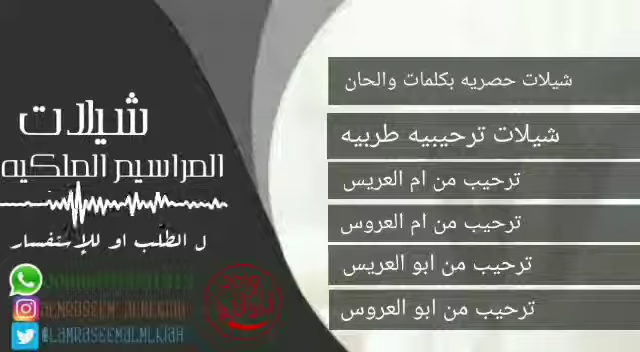 شيلات حصريه بكلمات والحان
شيلات ترحيبيه طربيه
ترحيب من ام العريس
ترحيب من ام العروس
ترحيب من ابو العريس
ترحيب من ابو العروس
شيلات
المراسيم الملكيه
ل الطلب او للإستفسار